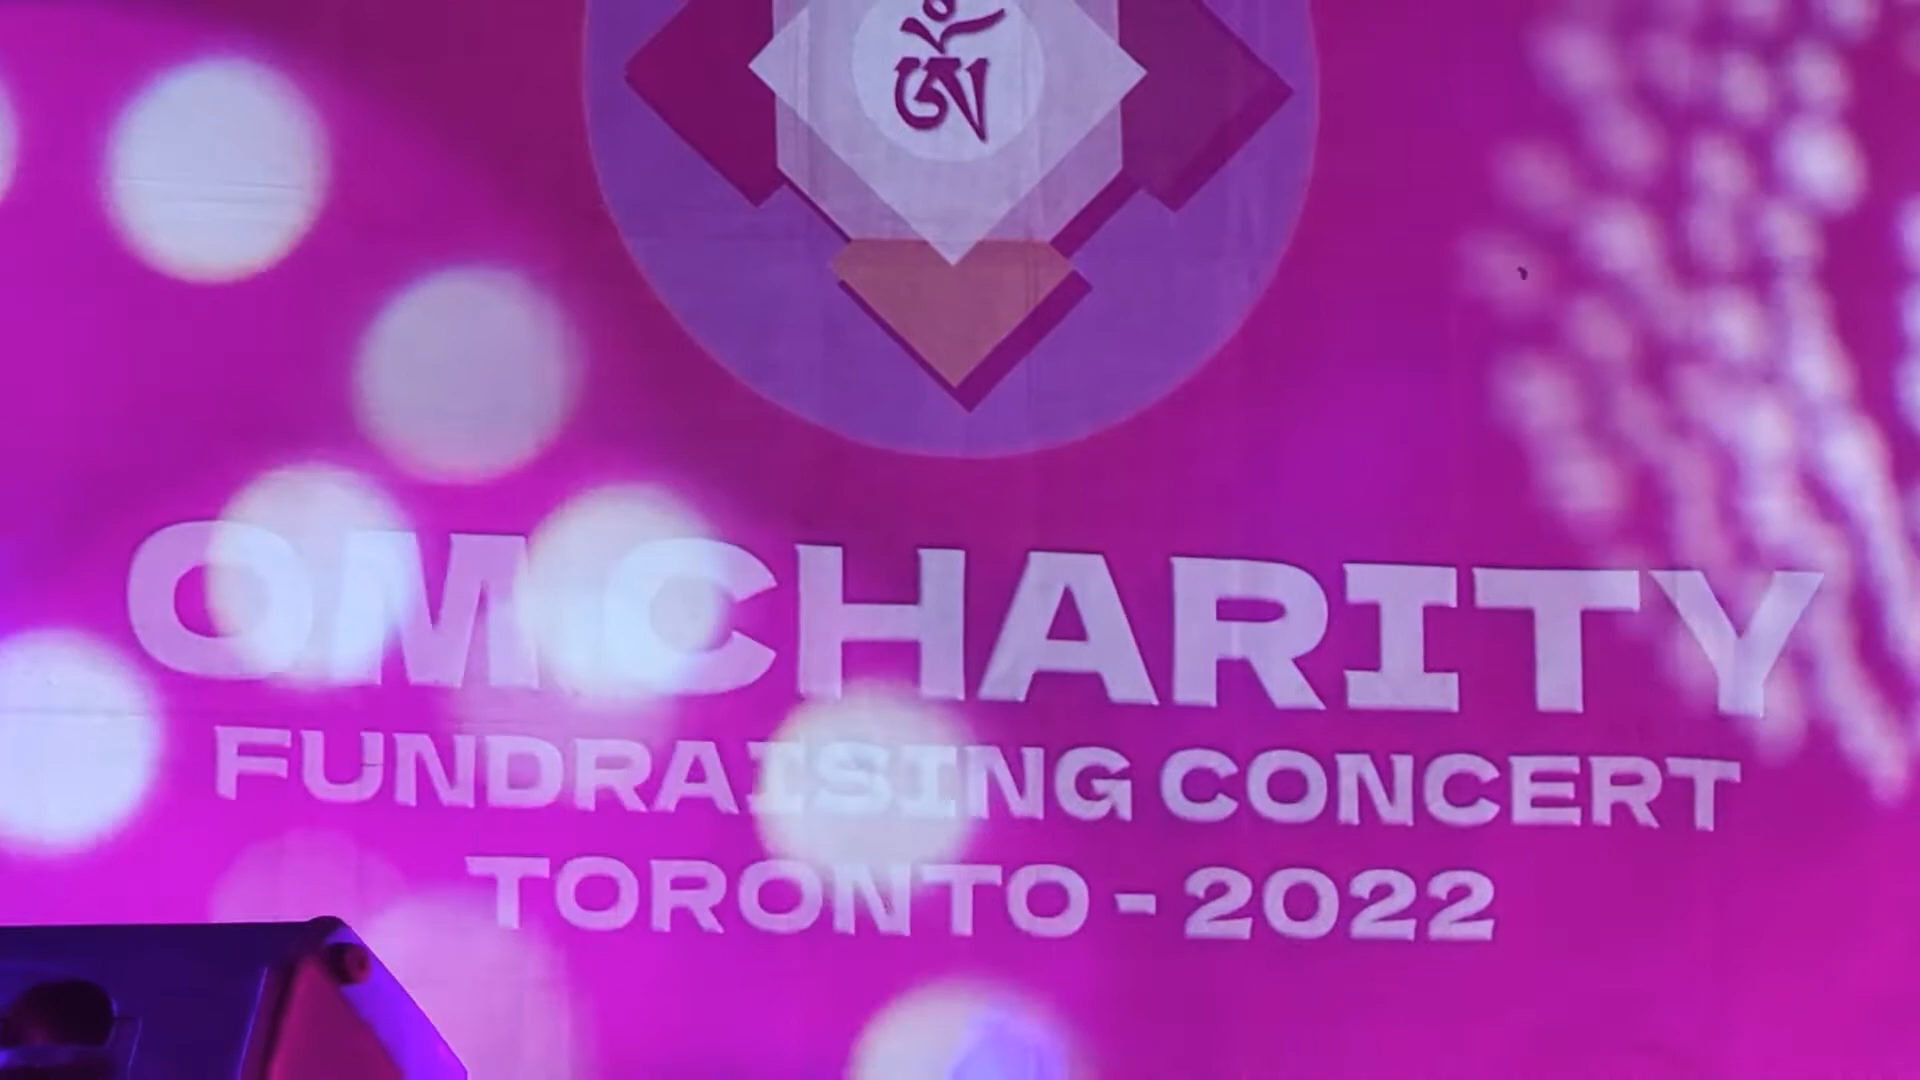 ༀ
OM CHARITY
FUNDRAISING CONCERT
TORONTO - 2022